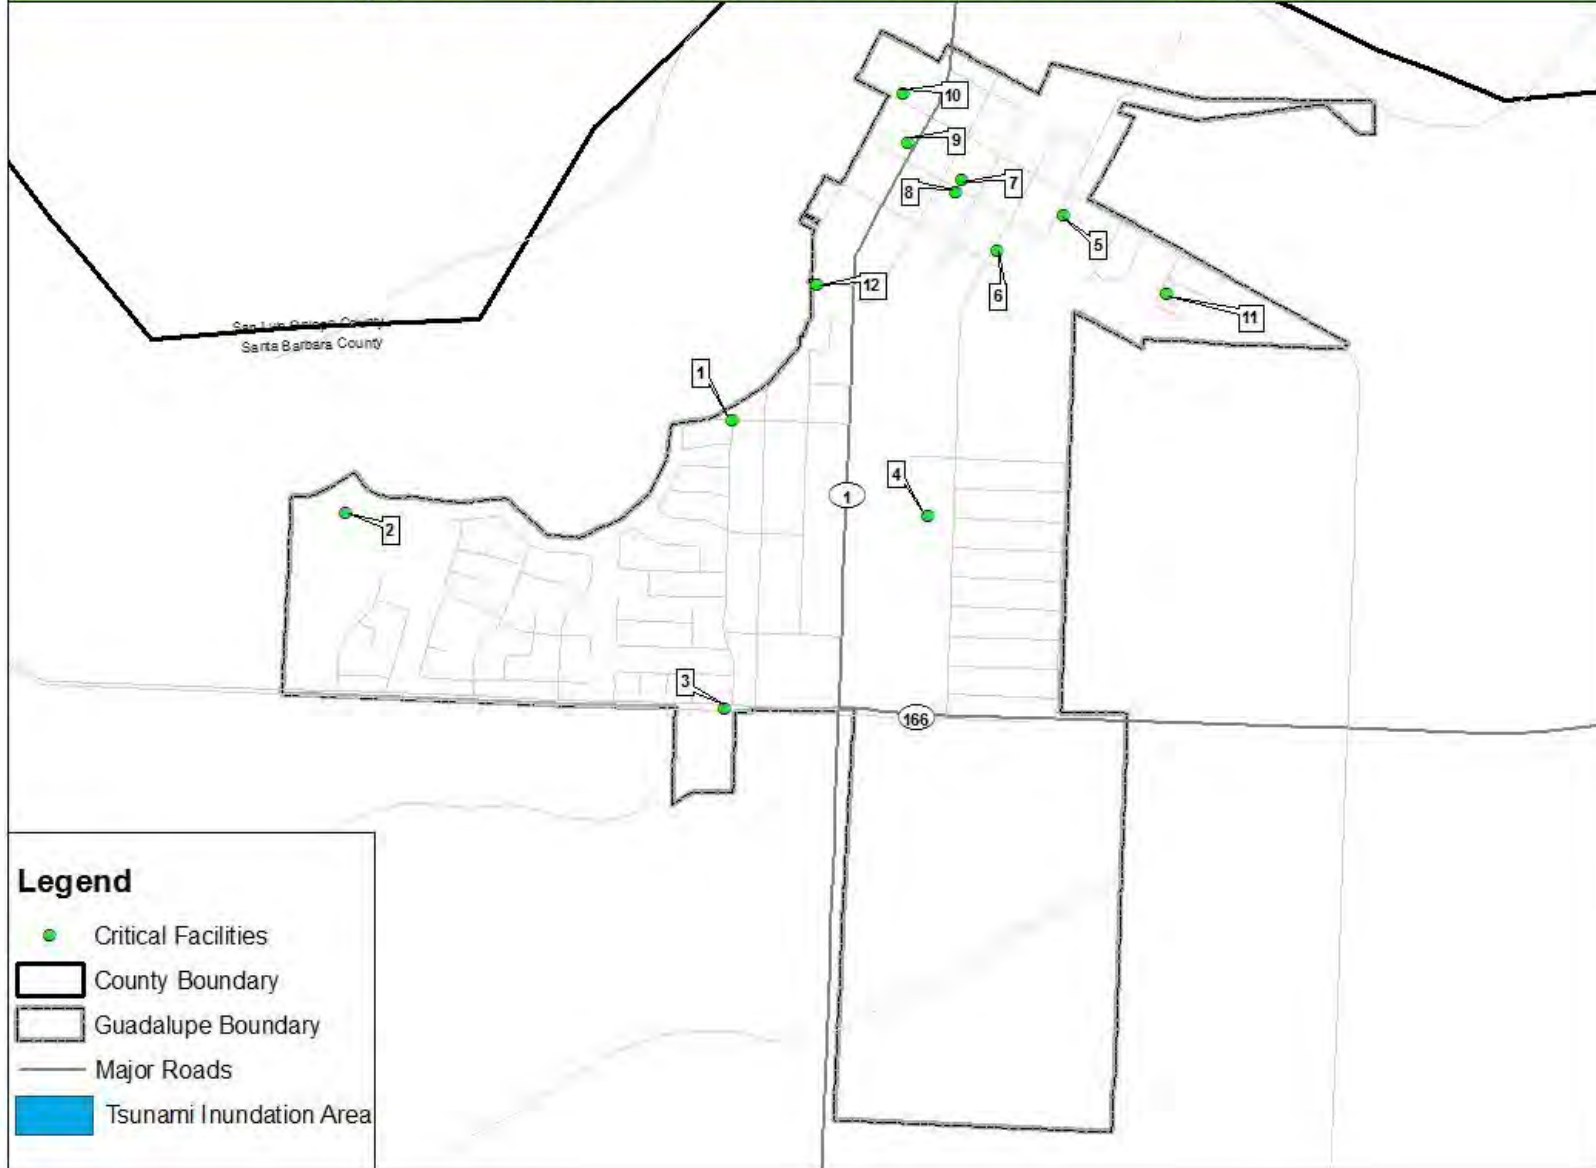 10
9
7
8
5
6
12
11
San Luis Obispo County
Santa Barbara County
1
4
1
2
3
166
Legend
Critical Facilities
County Boundary
Guadalupe Boundary
Major Roads
Tsunami Inundation Area